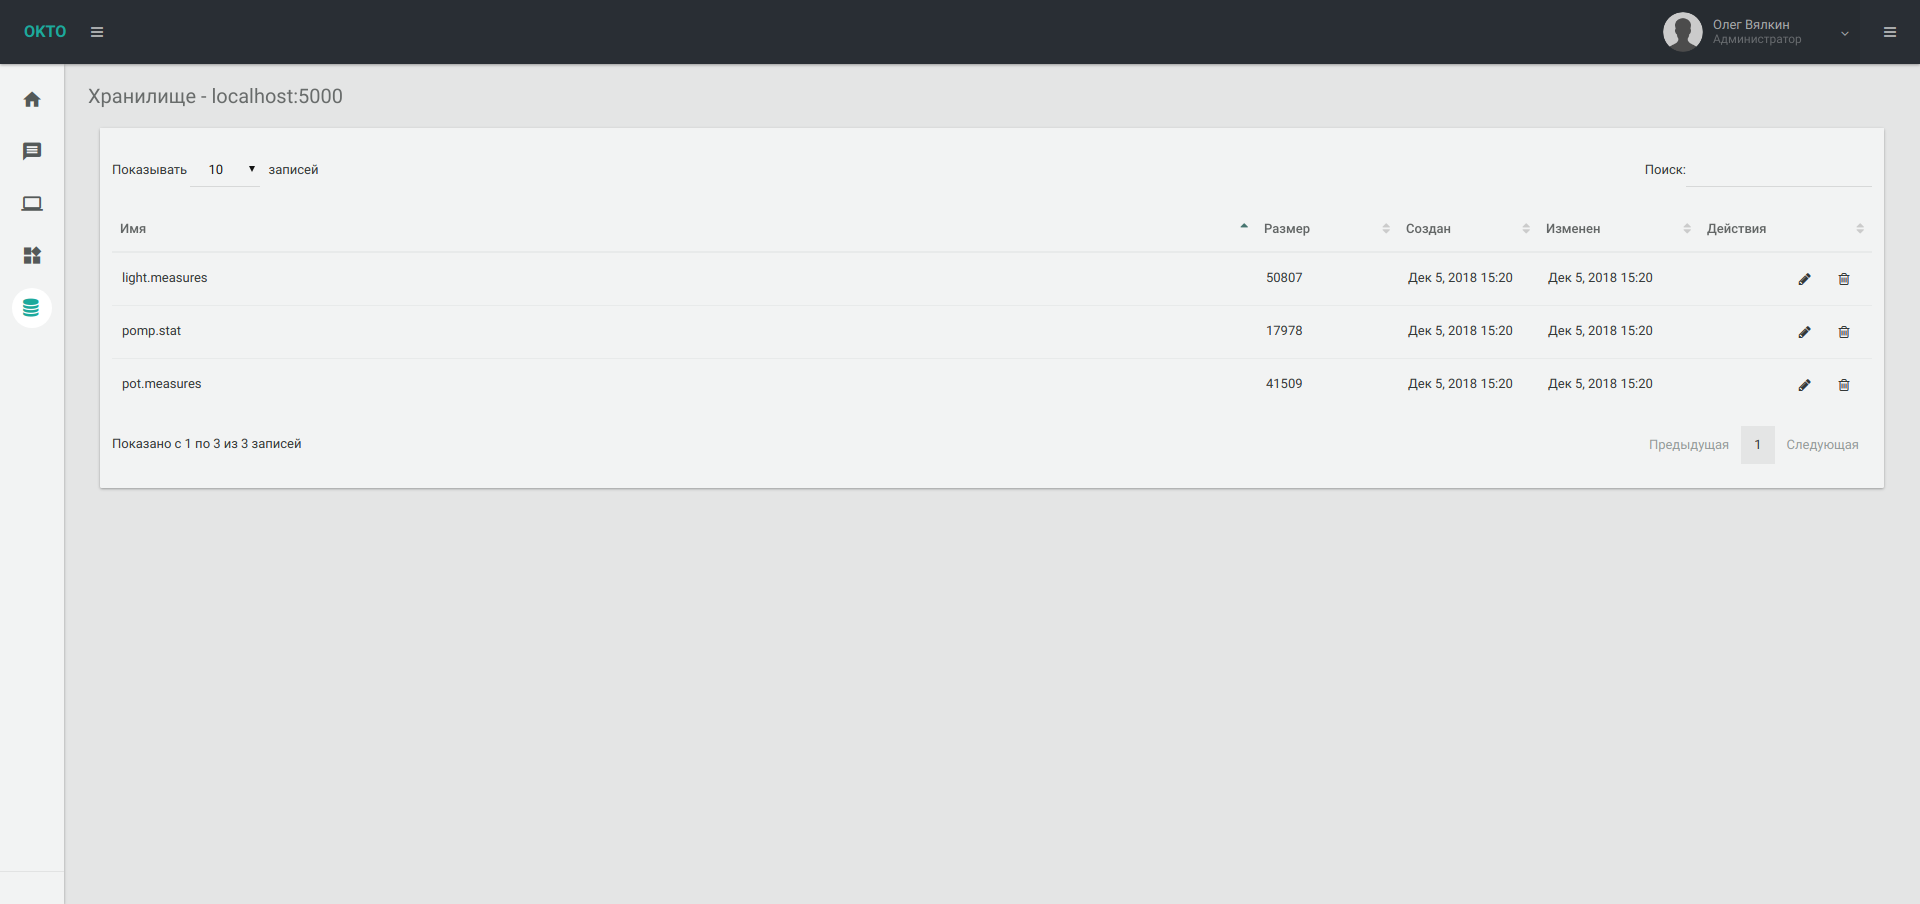 OKTO
Олег Вялкин
Администратор
Хранилище - localhost:5000
Показывать 10 записей
Поиск:
Имя Размер Создан Изменен Действия
light.measures 50807 Дек 5, 2018 15:20 Дек 5, 2018 15:20
pomp.stat 17978 Дек 5, 2018 15:20 Дек 5, 2018 15:20
pot.measures 41509 Дек 5, 2018 15:20 Дек 5, 2018 15:20
Показано с 1 по 3 из 3 записей
Предыдущая 1 Следующая